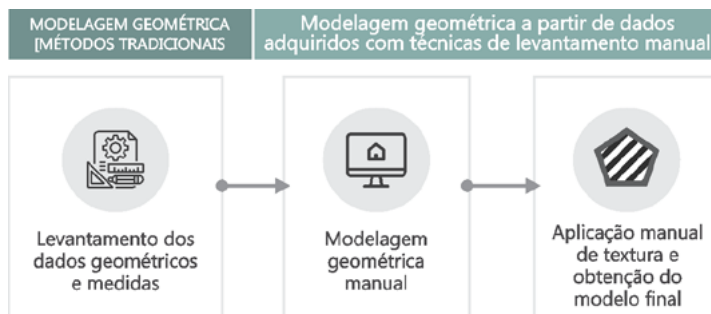 MODELAGEM GEOMÉTRICA
[MÉTODOS TRADICIONAIS
Modelagem geométrica a partir de dados
adquiridos com técnicas de levantamento manual
Levantamento dos
dados geométricos
e medidas
Modelagem
geométrica
manual
Aplicação manual
de textura e
obtenção do
modelo final